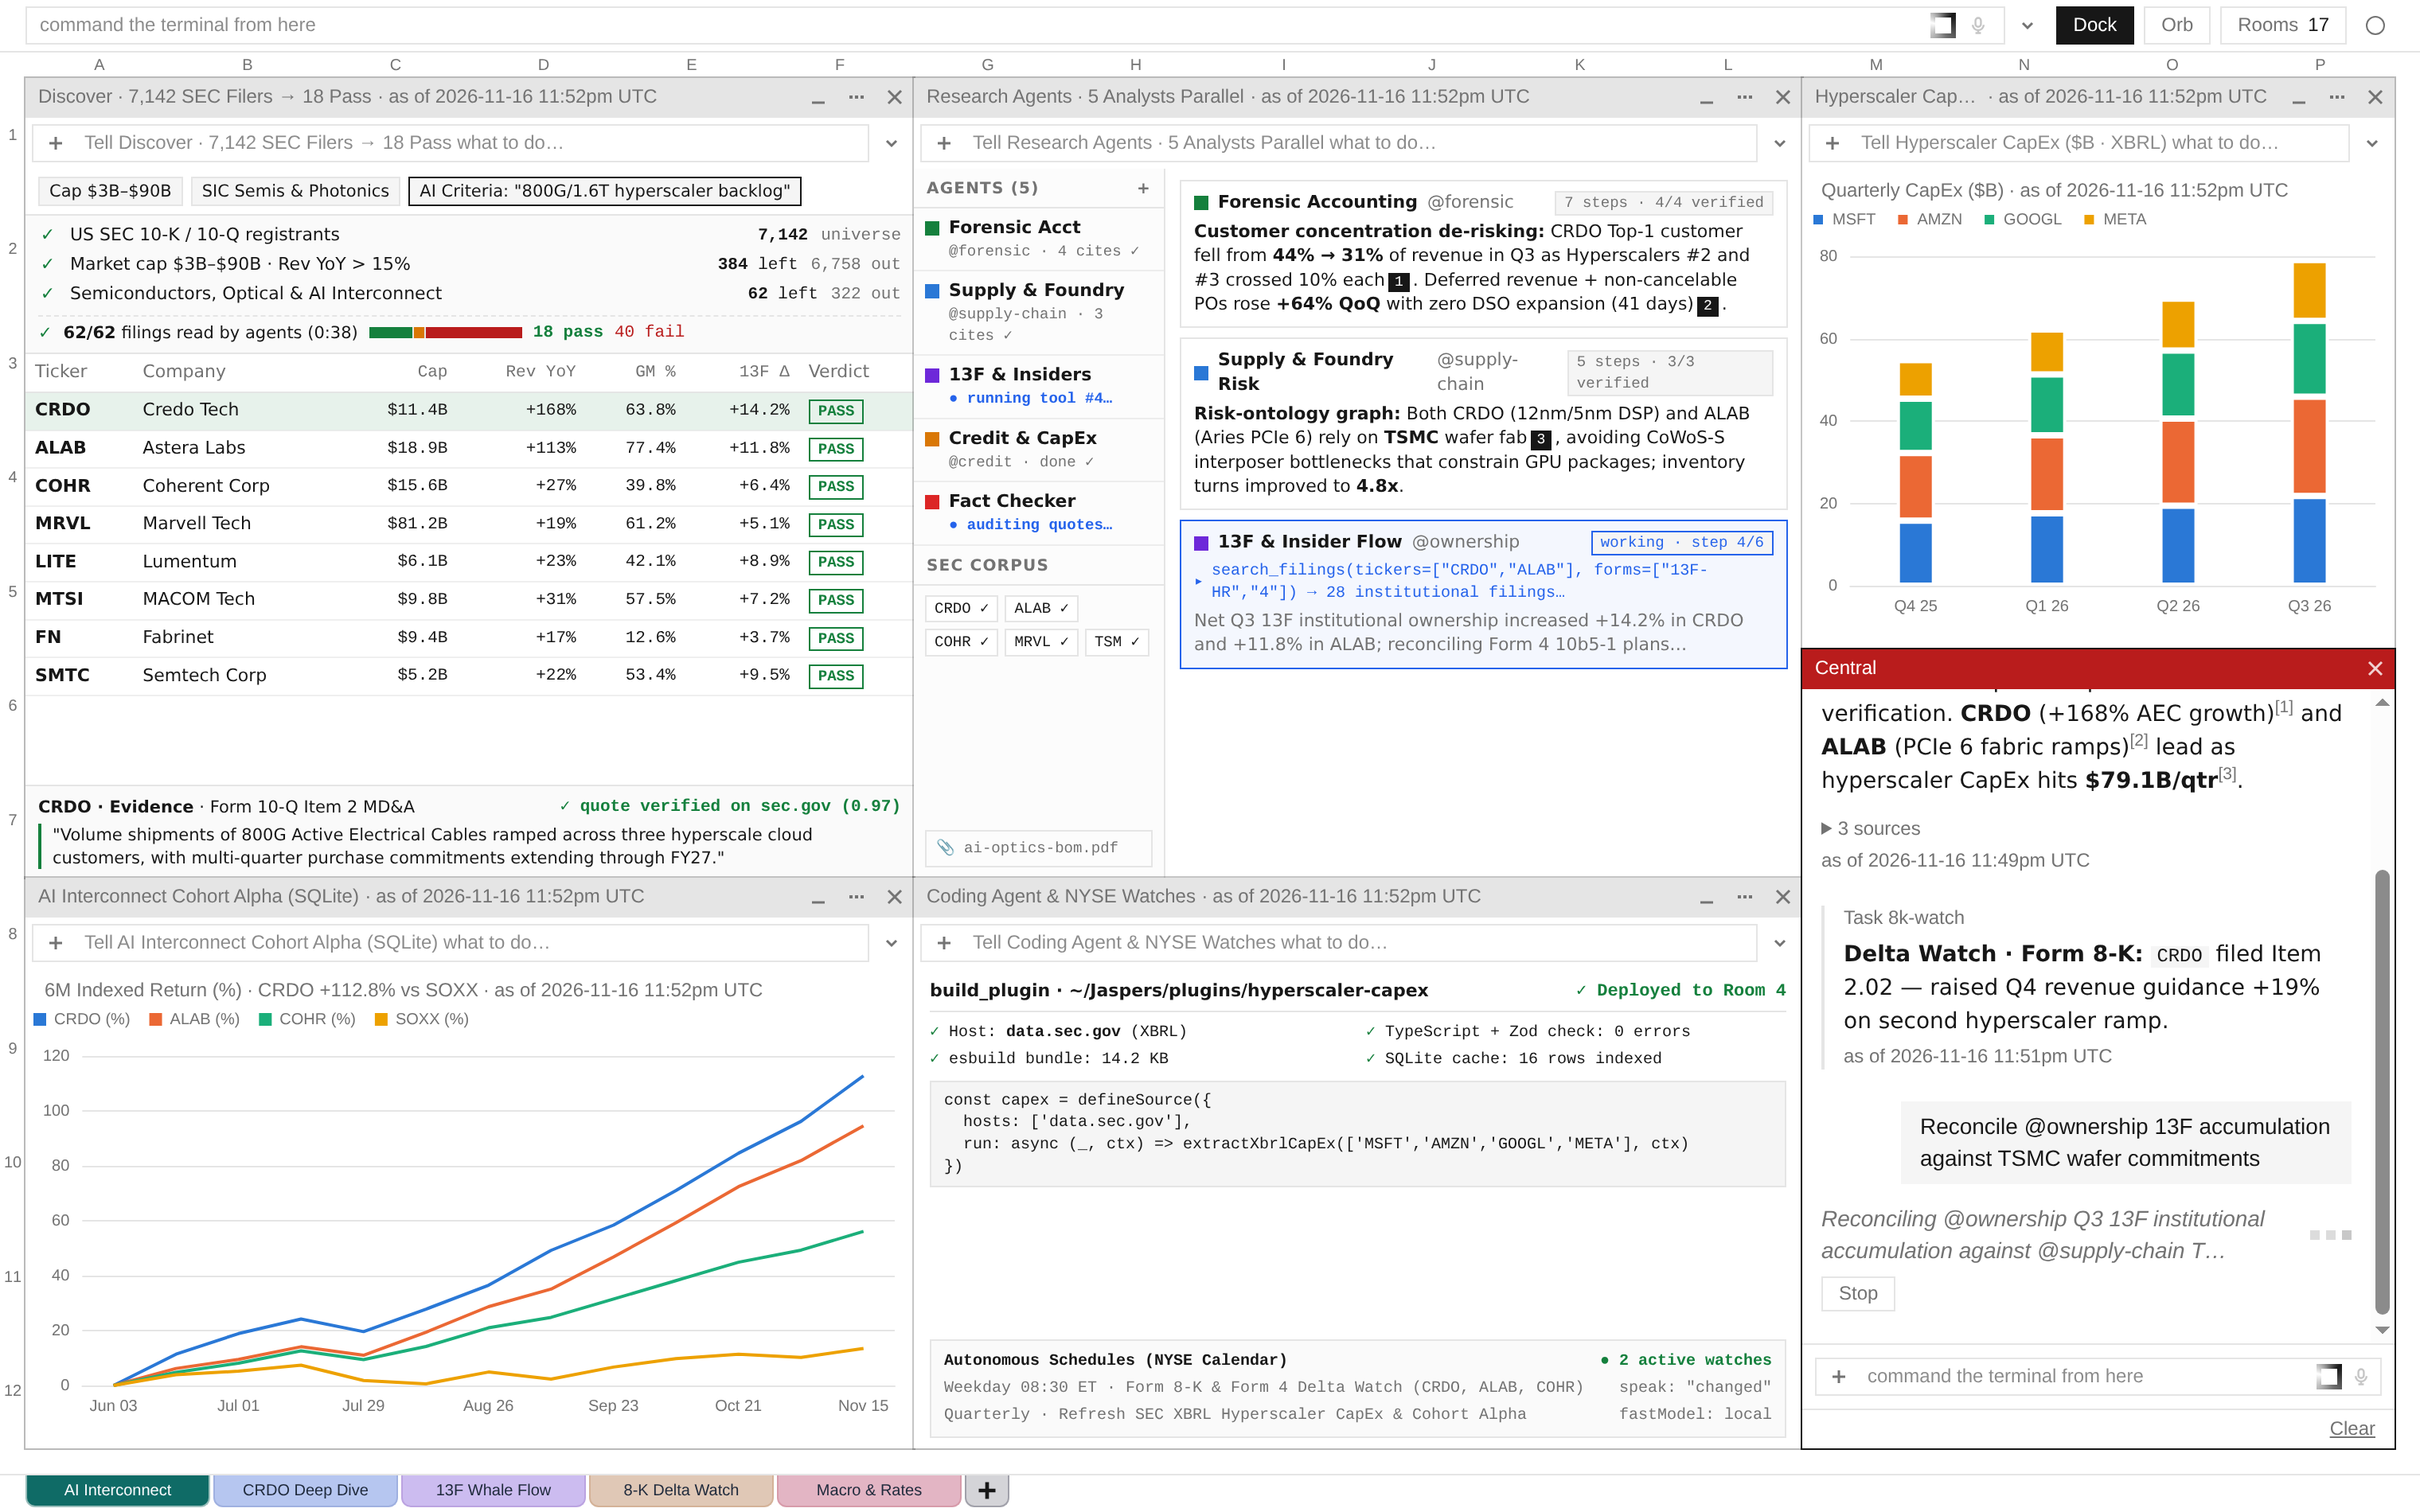 command the terminal from here
Dock
Orb
Rooms 17
A B C D E F G H I J K L M N O P
1
2
3
4
5
6
7
8
9
10
11
12
Discover · 7,142 SEC Filers → 18 Pass · as of 2026-11-16 11:52pm UTC
Tell Discover · 7,142 SEC Filers → 18 Pass what to do…
Cap $3B–$90B
SIC Semis & Photonics
AI Criteria: "800G/1.6T hyperscaler backlog"
✓ US SEC 10-K / 10-Q registrants 7,142 universe
✓ Market cap $3B–$90B · Rev YoY > 15% 384 left 6,758 out
✓ Semiconductors, Optical & AI Interconnect 62 left 322 out
✓ 62/62 filings read by agents (0:38) 18 pass 40 fail
Ticker Company Cap Rev YoY GM % 13F Δ Verdict
CRDO Credo Tech $11.4B +168% 63.8% +14.2% PASS
ALAB Astera Labs $18.9B +113% 77.4% +11.8% PASS
COHR Coherent Corp $15.6B +27% 39.8% +6.4% PASS
MRVL Marvell Tech $81.2B +19% 61.2% +5.1% PASS
LITE Lumentum $6.1B +23% 42.1% +8.9% PASS
MTSI MACOM Tech $9.8B +31% 57.5% +7.2% PASS
FN Fabrinet $9.4B +17% 12.6% +3.7% PASS
SMTC Semtech Corp $5.2B +22% 53.4% +9.5% PASS
CRDO · Evidence · Form 10-Q Item 2 MD&A ✓ quote verified on sec.gov (0.97)
"Volume shipments of 800G Active Electrical Cables ramped across three hyperscale cloud
customers, with multi-quarter purchase commitments extending through FY27."
Research Agents · 5 Analysts Parallel · as of 2026-11-16 11:52pm UTC
Tell Research Agents · 5 Analysts Parallel what to do…
AGENTS (5) +
Forensic Acct
@forensic · 4 cites ✓
Supply & Foundry
@supply-chain · 3
cites ✓
13F & Insiders
● running tool #4…
Credit & CapEx
@credit · done ✓
Fact Checker
● auditing quotes…
SEC CORPUS
CRDO ✓ ALAB ✓
COHR ✓ MRVL ✓ TSM ✓
📎 ai-optics-bom.pdf
Forensic Accounting @forensic 7 steps · 4/4 verified
Customer concentration de-risking: CRDO Top-1 customer
fell from 44% → 31% of revenue in Q3 as Hyperscalers #2 and
#3 crossed 10% each 1 . Deferred revenue + non-cancelable
POs rose +64% QoQ with zero DSO expansion (41 days) 2 .
Supply & Foundry
Risk
@supply-
chain
5 steps · 3/3
verified
Risk-ontology graph: Both CRDO (12nm/5nm DSP) and ALAB
(Aries PCIe 6) rely on TSMC wafer fab 3 , avoiding CoWoS-S
interposer bottlenecks that constrain GPU packages; inventory
turns improved to 4.8x.
13F & Insider Flow @ownership working · step 4/6
▸ search_filings(tickers=["CRDO","ALAB"], forms=["13F-
HR","4"]) → 28 institutional filings…
Net Q3 13F institutional ownership increased +14.2% in CRDO
and +11.8% in ALAB; reconciling Form 4 10b5-1 plans…
Hyperscaler Cap… · as of 2026-11-16 11:52pm UTC
Tell Hyperscaler CapEx ($B · XBRL) what to do…
Quarterly CapEx ($B) · as of 2026-11-16 11:52pm UTC
MSFT AMZN GOOGL META
80
60
40
20
0
Q4 25 Q1 26 Q2 26 Q3 26
Central
verification. CRDO (+168% AEC growth)[1] and
ALAB (PCIe 6 fabric ramps)[2] lead as
hyperscaler CapEx hits $79.1B/qtr[3].
▶ 3 sources
as of 2026-11-16 11:49pm UTC
Task 8k-watch
Delta Watch · Form 8-K: CRDO filed Item
2.02 — raised Q4 revenue guidance +19%
on second hyperscaler ramp.
as of 2026-11-16 11:51pm UTC
Reconcile @ownership 13F accumulation
against TSMC wafer commitments
Reconciling @ownership Q3 13F institutional
accumulation against @supply-chain T…
Stop
command the terminal from here
Clear
AI Interconnect Cohort Alpha (SQLite) · as of 2026-11-16 11:52pm UTC
Tell AI Interconnect Cohort Alpha (SQLite) what to do…
6M Indexed Return (%) · CRDO +112.8% vs SOXX · as of 2026-11-16 11:52pm UTC
CRDO (%) ALAB (%) COHR (%) SOXX (%)
120
100
80
60
40
20
0
Jun 03 Jul 01 Jul 29 Aug 26 Sep 23 Oct 21 Nov 15
Coding Agent & NYSE Watches · as of 2026-11-16 11:52pm UTC
Tell Coding Agent & NYSE Watches what to do…
build_plugin · ~/Jaspers/plugins/hyperscaler-capex ✓ Deployed to Room 4
✓ Host: data.sec.gov (XBRL) ✓ TypeScript + Zod check: 0 errors
✓ esbuild bundle: 14.2 KB ✓ SQLite cache: 16 rows indexed
const capex = defineSource({
hosts: ['data.sec.gov'],
run: async (_, ctx) => extractXbrlCapEx(['MSFT','AMZN','GOOGL','META'], ctx)
})
Autonomous Schedules (NYSE Calendar) ● 2 active watches
Weekday 08:30 ET · Form 8-K & Form 4 Delta Watch (CRDO, ALAB, COHR) speak: "changed"
Quarterly · Refresh SEC XBRL Hyperscaler CapEx & Cohort Alpha fastModel: local
AI Interconnect
CRDO Deep Dive
13F Whale Flow
8-K Delta Watch
Macro & Rates
+